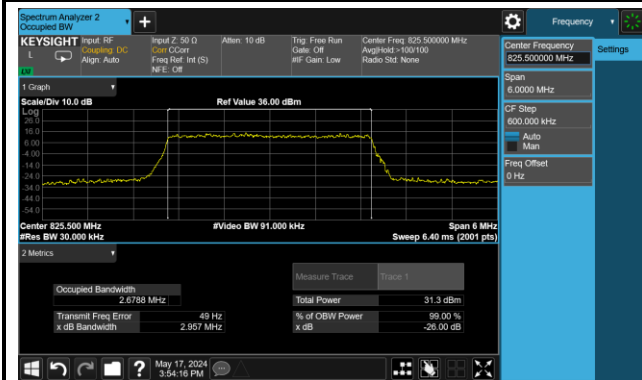 Spectrum Analyzer 2
Occupied BW
Frequency
KEYSIGHT
L
Input: RF
Coupling: DC
Align: Auto
Input Z: 50 Ω
Corr CCorr
Freq Ref: Int (S)
NFE: Off
Atten: 10 dB
Trig: Free Run
Gate: Off
#IF Gain: Low
Center Freq: 825.500000 MHz
Avg|Hold:>100/100
Radio Std: None
Center Frequency
825.500000 MHz
Settings
Span
6.0000 MHz
CF Step
600.000 kHz
Auto
Man
Freq Offset
0 Hz
1 Graph
Scale/Div 10.0 dB
Ref Value 36.00 dBm
Log
26.0
16.0
6.00
-4.00
-14.0
-24.0
-34.0
-44.0
-54.0
Center 825.500 MHz
#Video BW 91.000 kHz
Span 6 MHz
#Res BW 30.000 kHz
Sweep 6.40 ms (2001 pts)
2 Metrics
Measure Trace
Trace 1
Occupied Bandwidth
2.6788 MHz
Total Power
31.3 dBm
Transmit Freq Error
49 Hz
% of OBW Power
99.00 %
x dB Bandwidth
2.957 MHz
x dB
-26.00 dB
May 17, 2024
3:54:16 PM